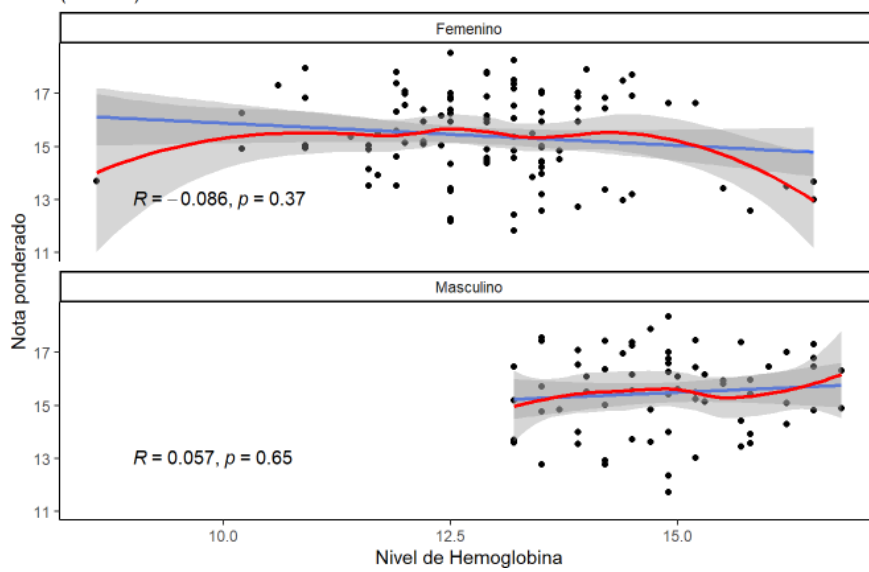 Femenino
17
15
13
11
R = −0.086, p = 0.37
Masculino
17
15
13
11
R = 0.057, p = 0.65
10.0 12.5 15.0
Nivel de Hemoglobina
Nota ponderado